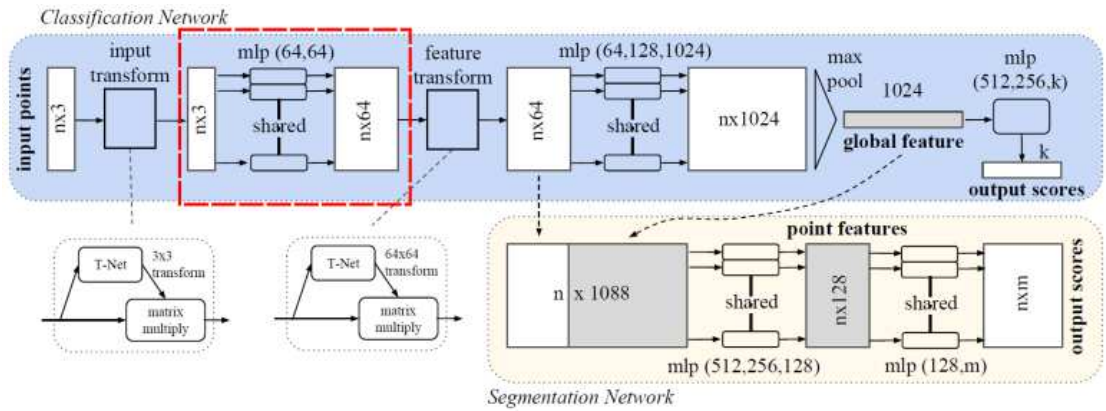 Classification Network
input points
nx3
input
transform
mlp (64,64)
nx3
shared
nx64
feature
transform
nx64
mlp (64,128,1024)
shared
nx1024
max
pool
1024
global feature
mlp
(512,256,k)
k
output scores
T-Net
3x3
transform
matrix
multiply
T-Net
64x64
transform
matrix
multiply
point features
n x 1088
shared
mlp (512,256,128)
nx128
shared
mlp (128,m)
nxm
output scores
Segmentation Network